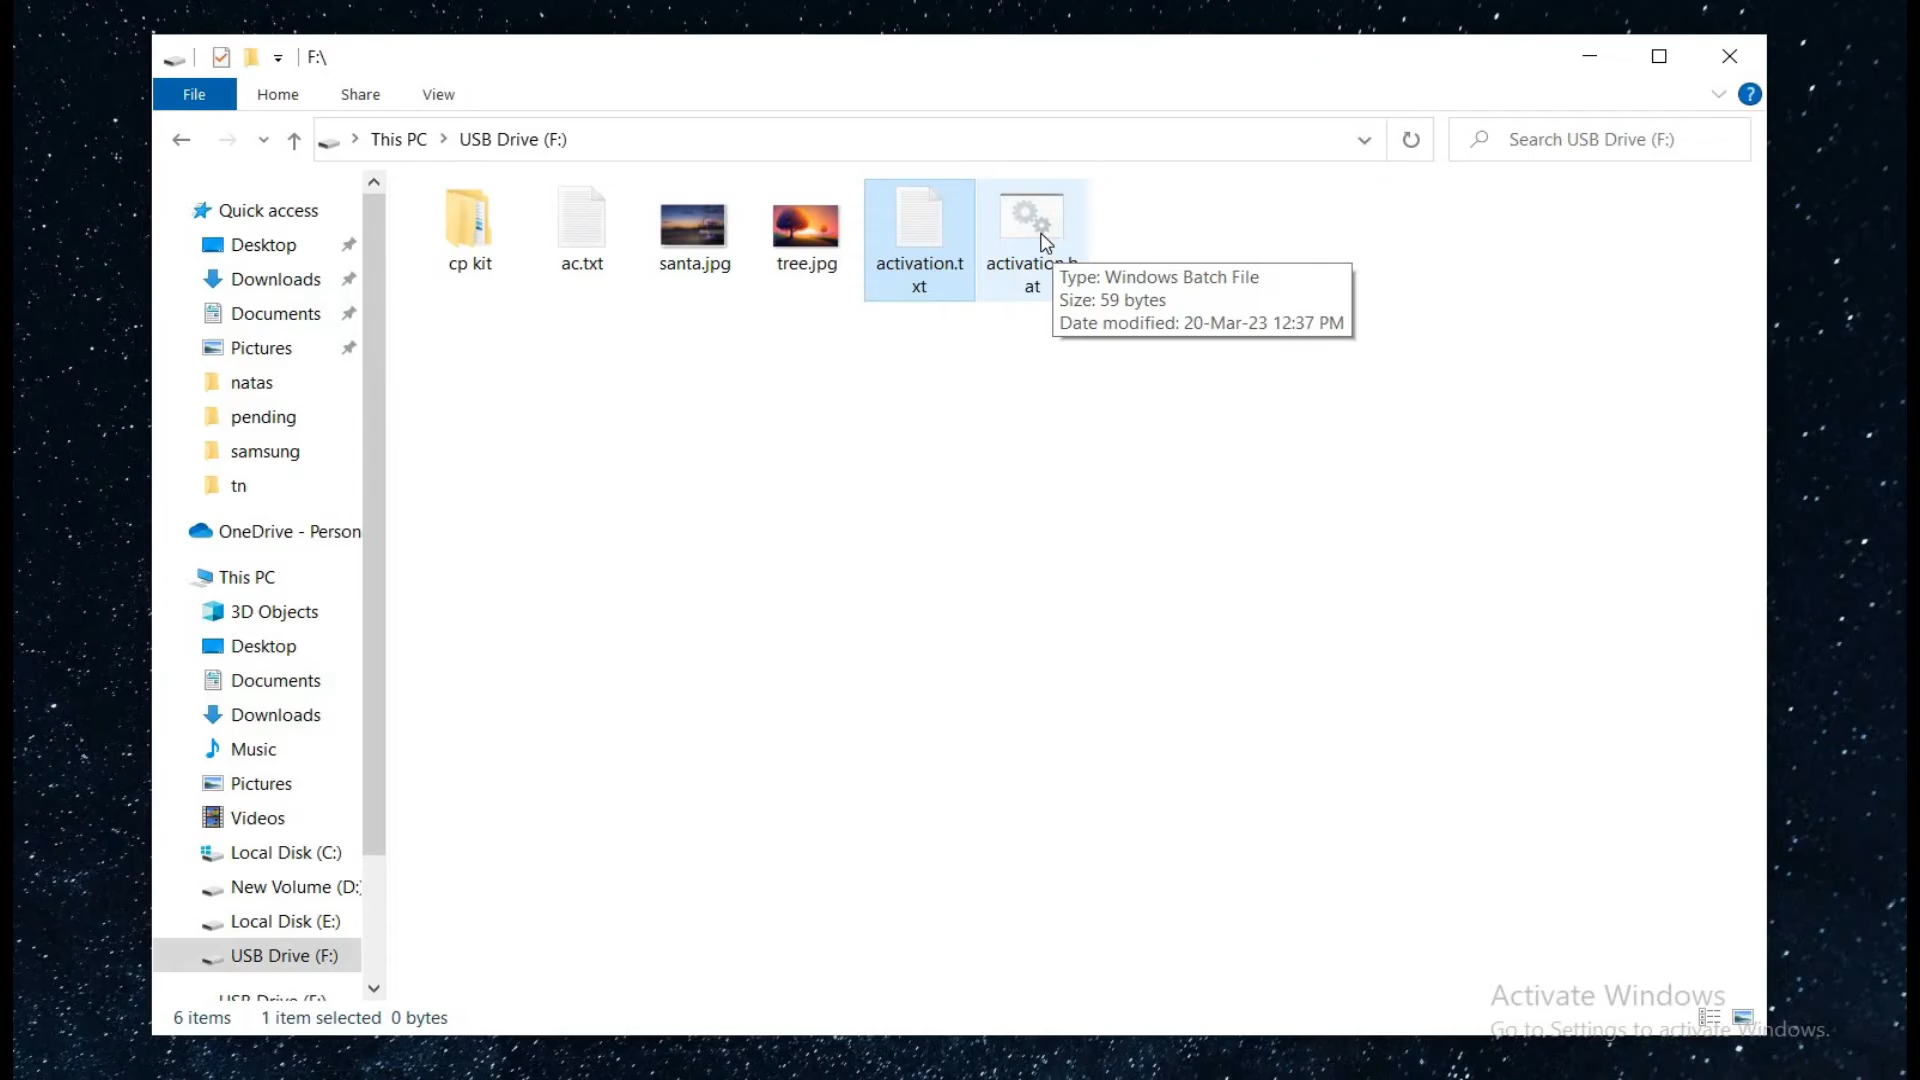 F:\
File Home Share View
This PC USB Drive (F:) Search USB Drive (F:)
Quick access
Desktop
Downloads
Documents
Pictures
natas
pending
samsung
tn
OneDrive - Person
This PC
3D Objects
Desktop
Documents
Downloads
Music
Pictures
Videos
Local Disk (C:)
New Volume (D:)
Local Disk (E:)
USB Drive (F:)
USB Drive (F:)
cp kit
ac.txt
santa.jpg
tree.jpg
activation.t
xt
activation.b
at
Type: Windows Batch File
Size: 59 bytes
Date modified: 20-Mar-23 12:37 PM
6 items 1 item selected 0 bytes
Activate Windows
Go to Settings to activate Windows.